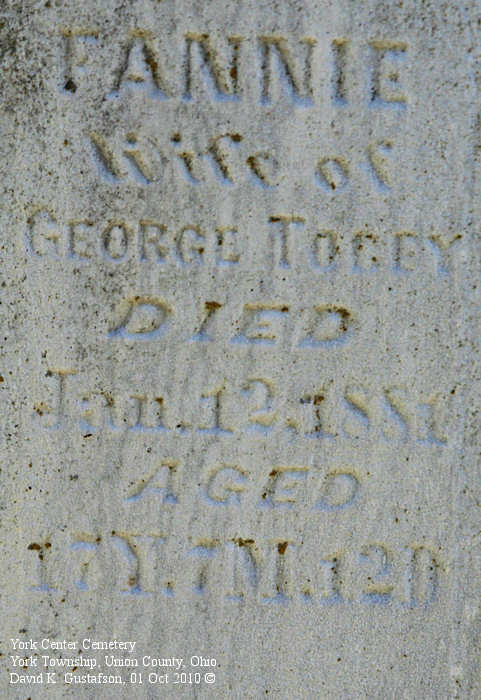 FANNIE
Wife of
GEORGE TOBEY
DIED
Jan. 12. 1881
AGED
17Y. 7M. 12D
York Center Cemetery
York Township, Union County, Ohio
David K. Gustafson, 01 Oct 2010 ©